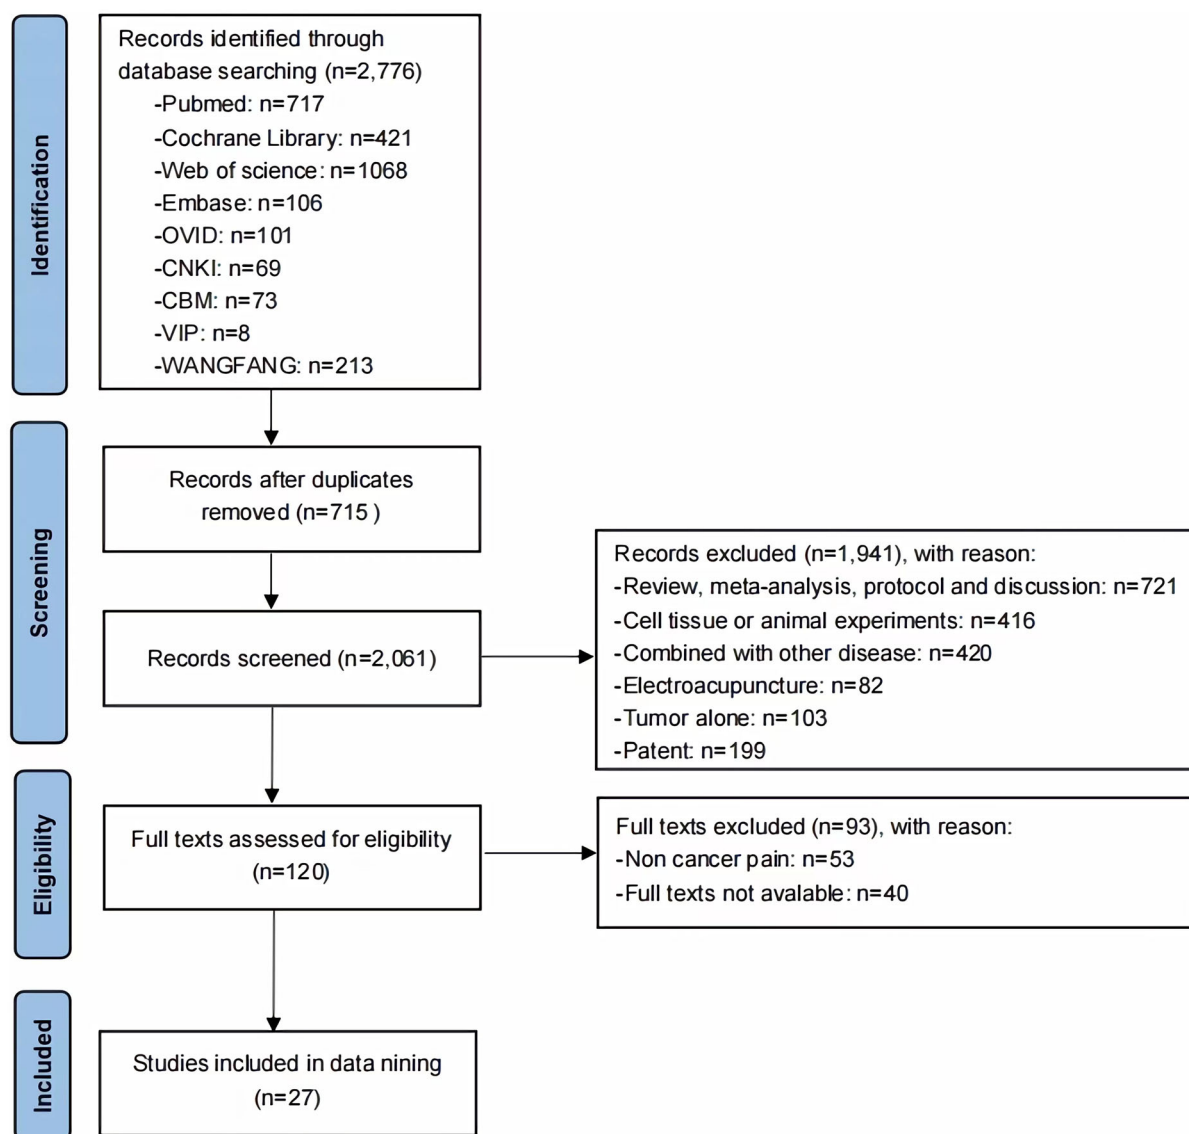 Identification
Records identified through
database searching (n=2,776)
-Pubmed: n=717
-Cochrane Library: n=421
-Web of science: n=1068
-Embase: n=106
-OVID: n=101
-CNKI: n=69
-CBM: n=73
-VIP: n=8
-WANGFANG: n=213
Screening
Records after duplicates
removed (n=715 )
Records screened (n=2,061)
Records excluded (n=1,941), with reason:
-Review, meta-analysis, protocol and discussion: n=721
-Cell tissue or animal experiments: n=416
-Combined with other disease: n=420
-Electroacupuncture: n=82
-Tumor alone: n=103
-Patent: n=199
Eligibility
Full texts assessed for eligibility
(n=120)
Full texts excluded (n=93), with reason:
-Non cancer pain: n=53
-Full texts not avalable: n=40
Included
Studies included in data nining
(n=27)